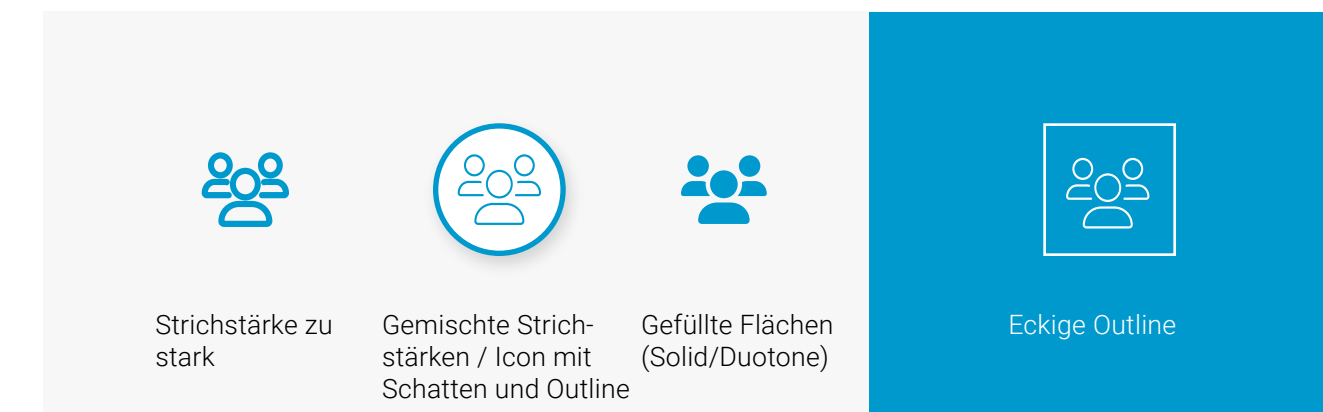 Strichstärke zu
stark
Gemischte Strich-
stärken / Icon mit
Schatten und Outline
Gefüllte Flächen
(Solid/Duotone)
Eckige Outline